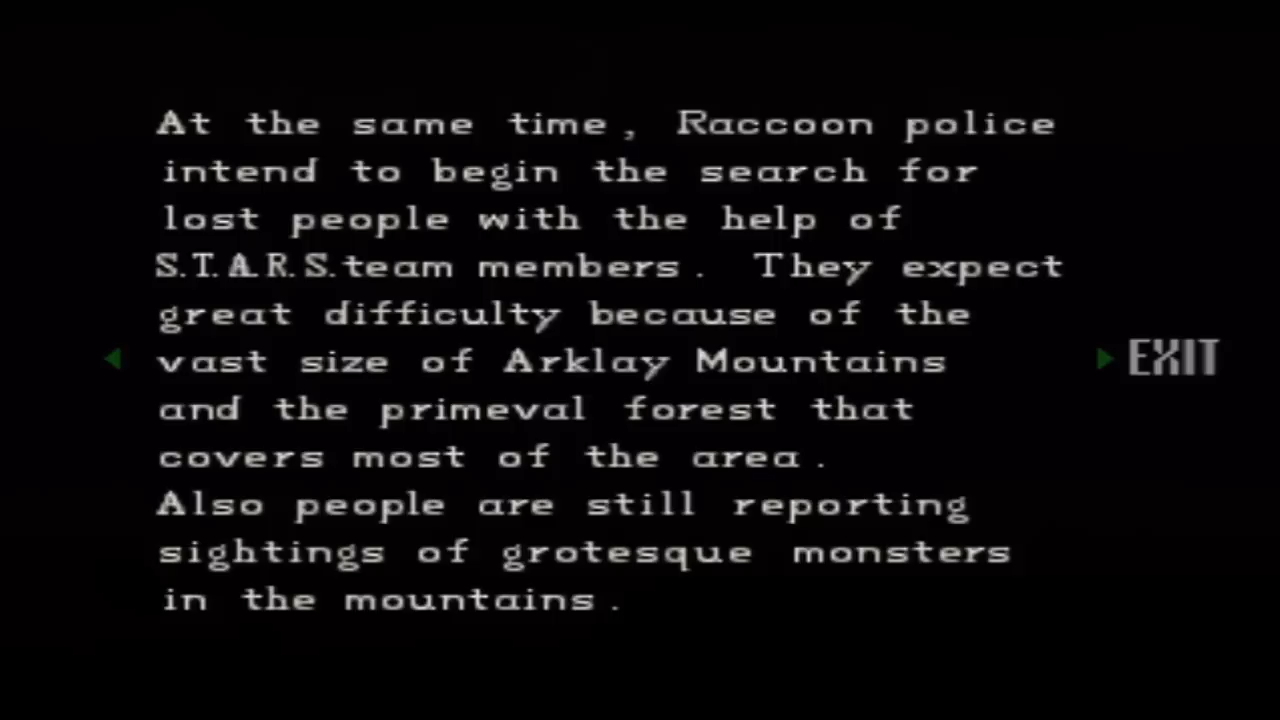 At the same time, Raccoon police
intend to begin the search for
lost people with the help of
S.T.A.R.S.team members. They expect
great difficulty because of the
vast size of Arklay Mountains
EXIT
and the primeval forest that
covers most of the area.
Also people are still reporting
sightings of grotesque monsters
in the mountains.